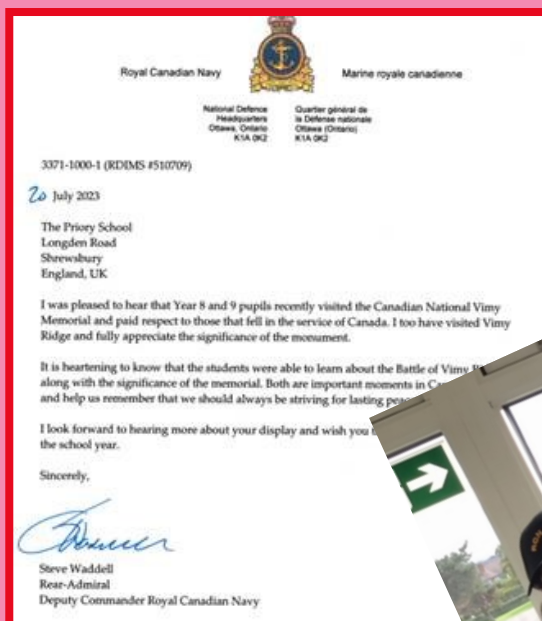 Royal Canadian Navy
Marine royale canadienne
National Defence
Headquarters
Ottawa, Ontario
K1A 0K2
Quartier général de
la Défense nationale
Ottawa (Ontario)
K1A 0K2
3371-1000-1 (RDIMS #510709)
20 July 2023
The Priory School
Longden Road
Shrewsbury
England, UK
I was pleased to hear that Year 8 and 9 pupils recently visited the Canadian National Vimy
Memorial and paid respect to those that fell in the service of Canada. I too have visited Vimy
Ridge and fully appreciate the significance of the monument.
It is heartening to know that the students were able to learn about the Battle of Vimy
along with the significance of the memorial. Both are important moments in
and help us remember that we should always be striving for lasting
I look forward to hearing more about your display and wish you
the school year.
Sincerely,
Steve Waddell
Rear-Admiral
Deputy Commander Royal Canadian Navy